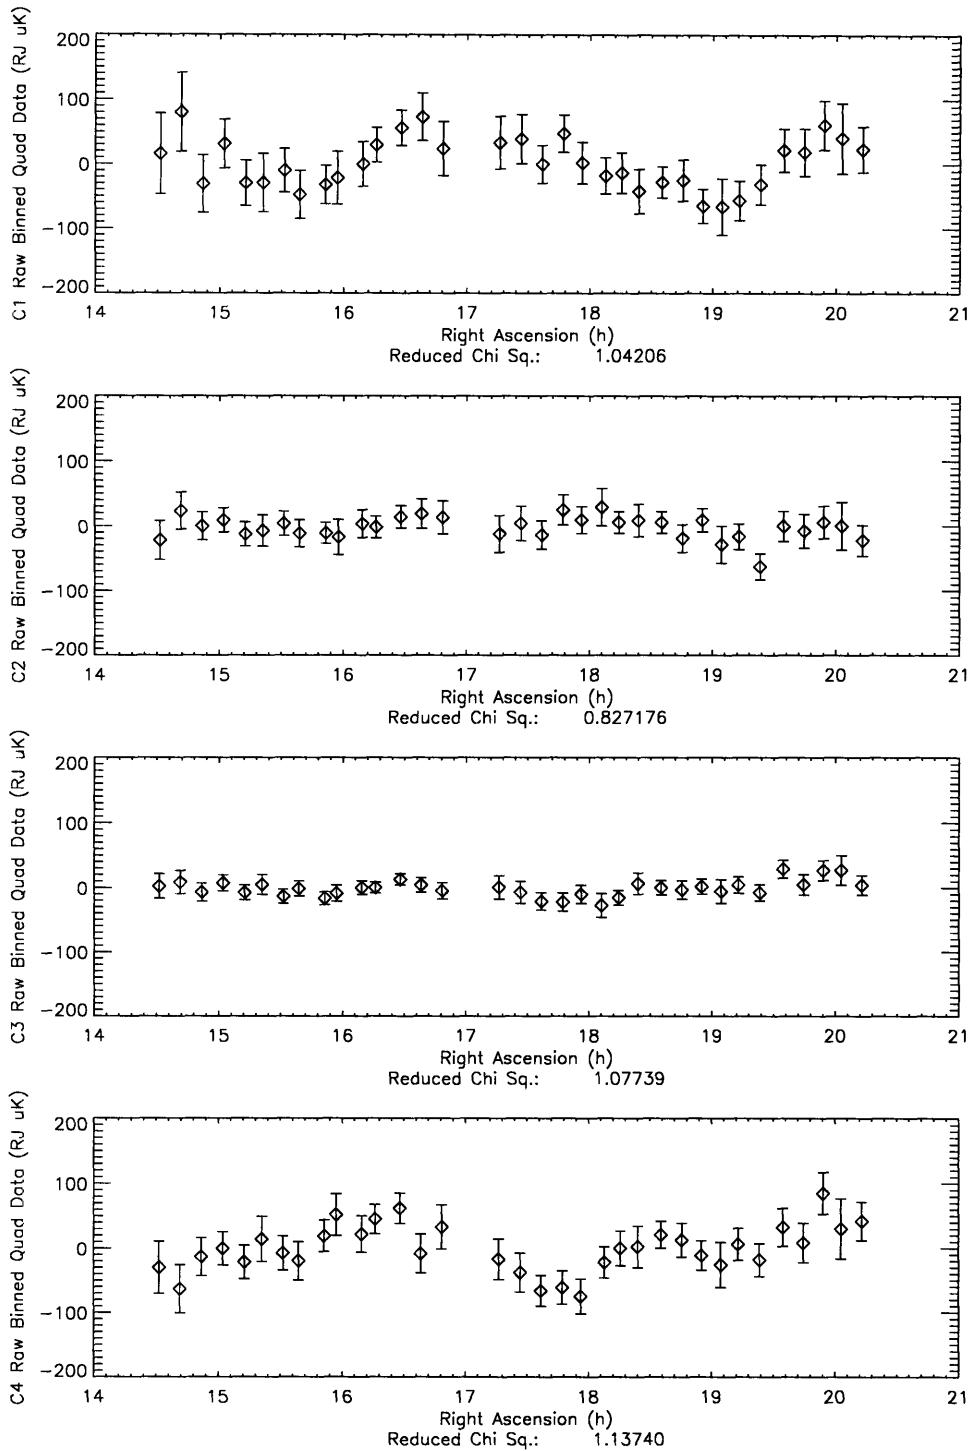 C1 Raw Binned Quad Data (RJ uK)
200
100
0
-100
-200
14 15 16 17 18 19 20 21
Right Ascension (h)
Reduced Chi Sq.: 1.04206
C2 Raw Binned Quad Data (RJ uK)
200
100
0
-100
-200
14 15 16 17 18 19 20 21
Right Ascension (h)
Reduced Chi Sq.: 0.827176
C3 Raw Binned Quad Data (RJ uK)
200
100
0
-100
-200
14 15 16 17 18 19 20 21
Right Ascension (h)
Reduced Chi Sq.: 1.07739
C4 Raw Binned Quad Data (RJ uK)
200
100
0
-100
-200
14 15 16 17 18 19 20 21
Right Ascension (h)
Reduced Chi Sq.: 1.13740